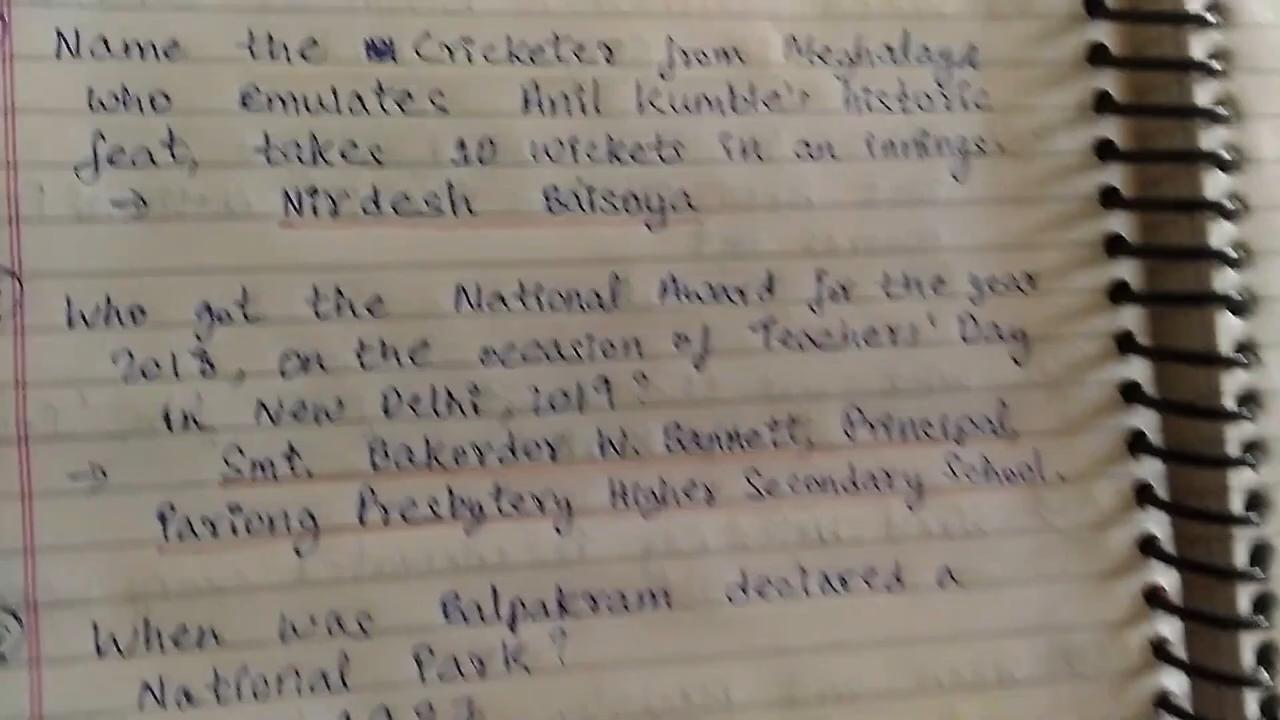 Name the Cricketer from Meghalaya
who emulates Anil Kumble's historic
feat, takes 10 wickets in an innings.
→ Nirdesh Baisoya
Who got the National Award for the year
2018, on the occasion of Teachers' Day
in New Delhi, 2019?
→ Smt. W. Bannett, Principal
Pariong Presbytery Higher Secondary School.
When was Balpakram declared a
National Park?